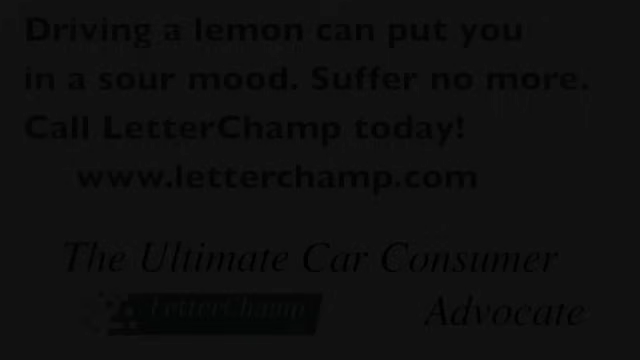 Driving a lemon can put you
in a sour mood. Suffer no more.
Call LetterChamp today!
www.letterchamp.com
The Ultimate Car Consumer
Advocate
LetterChamp